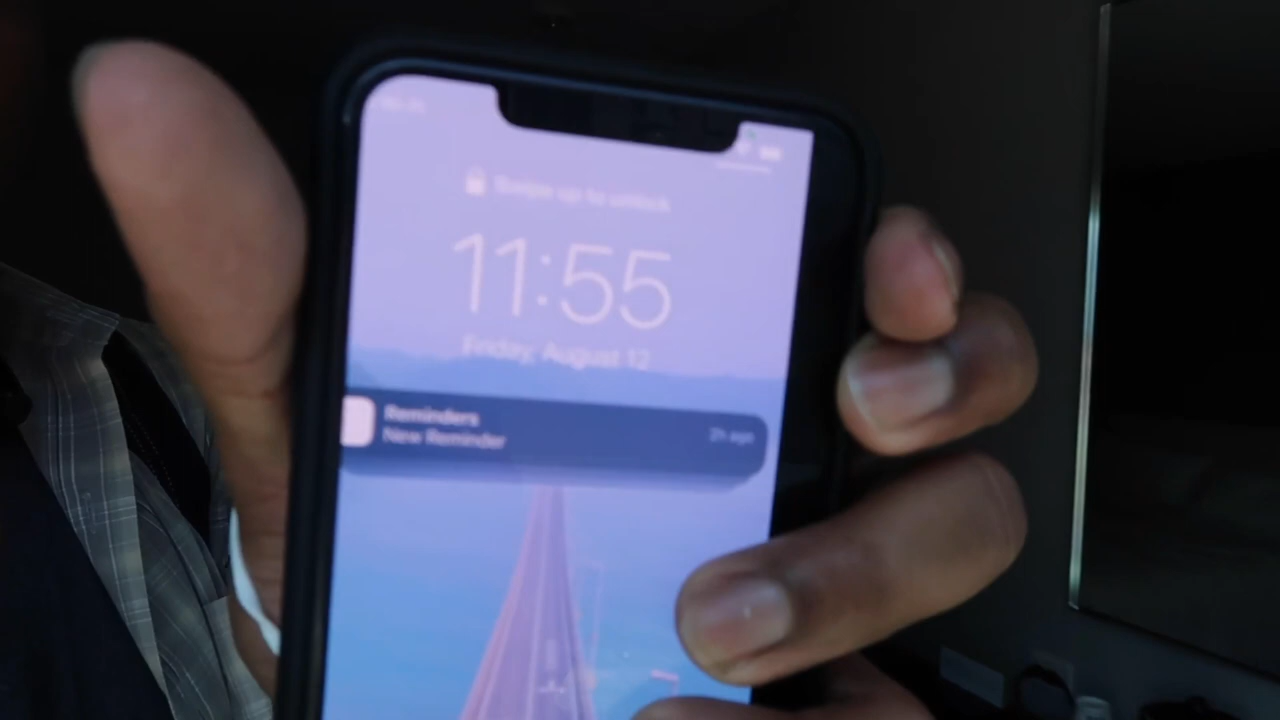 Swipe up to unlock
11:55
Friday, August 12
Reminders
2h ago
New Reminder